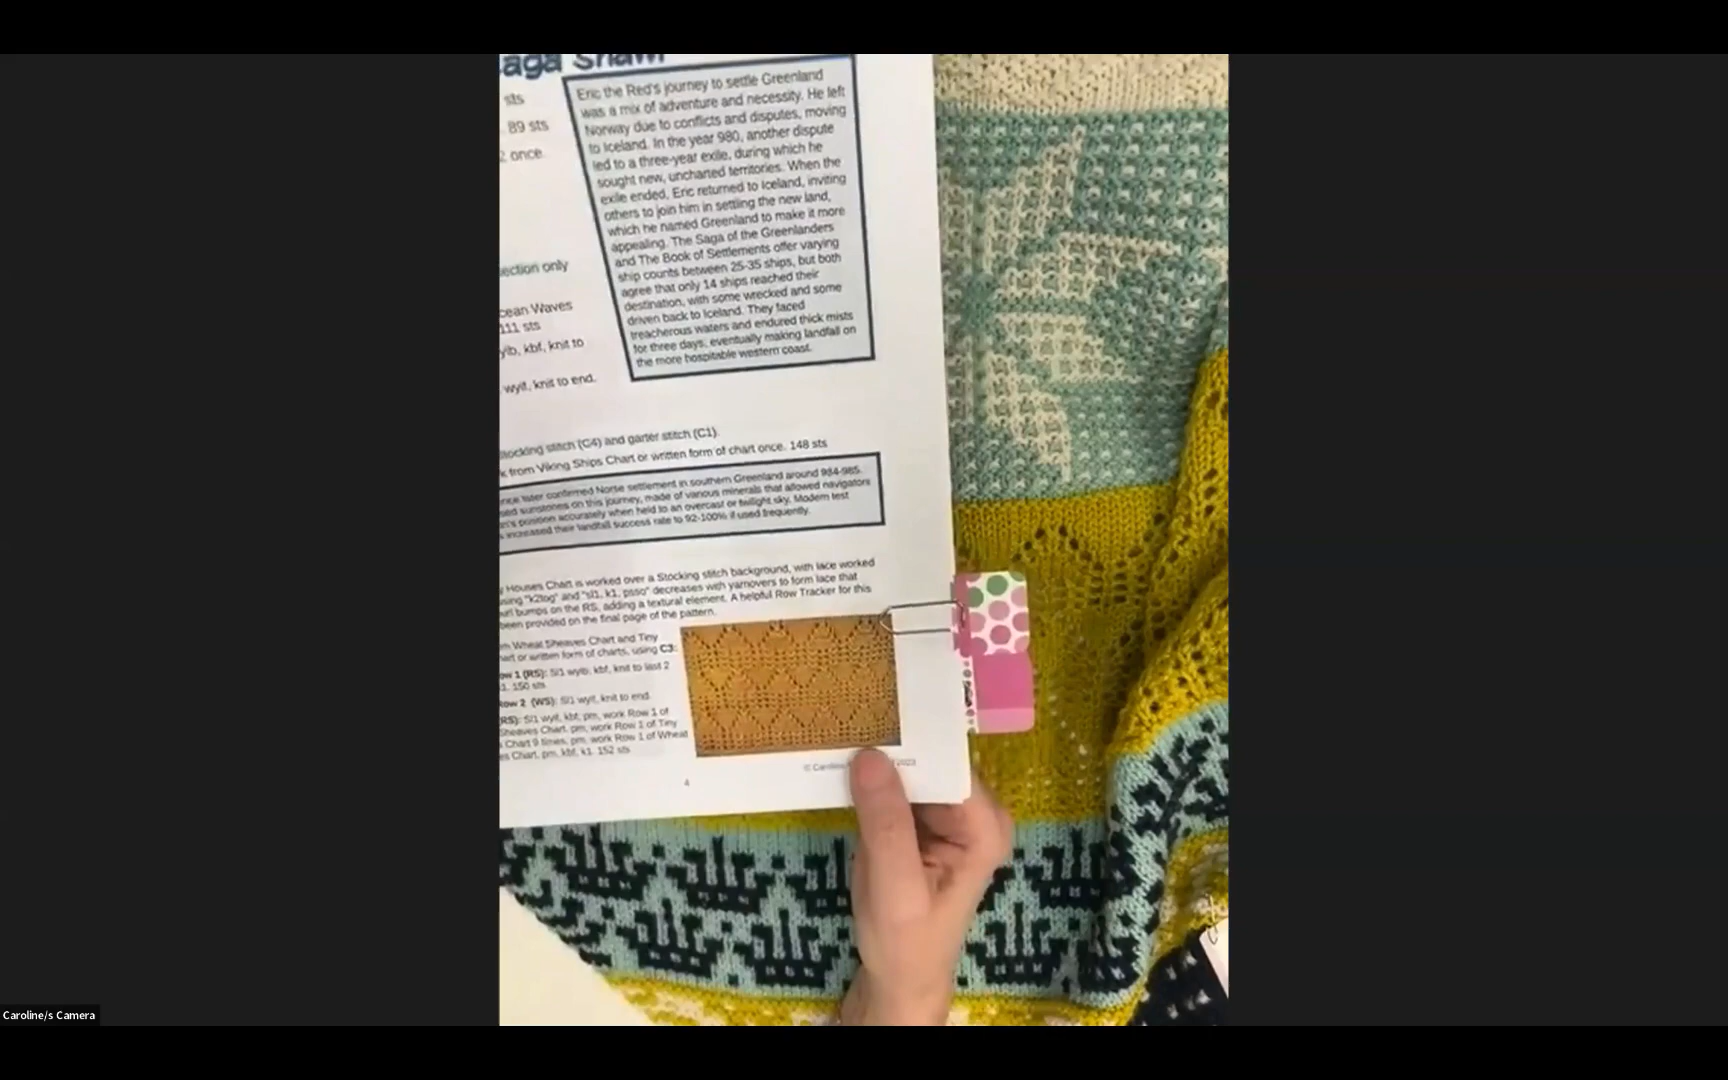 aga Shawl
sts
89 sts
2 once.
Eric the Red's journey to settle Greenland
was a mix of adventure and necessity. He left
Norway due to conflicts and disputes, moving
to Iceland. In the year 980, another dispute
led to a three-year exile, during which he
sought new, uncharted territories. When the
exile ended, Eric returned to Iceland, inviting
others to join him in settling the new land,
which he named Greenland to make it more
appealing. The Saga of the Greenlanders
and The Book of Settlements offer varying
ship counts between 25-35 ships, but both
agree that only 14 ships reached their
destination, with some wrecked and some
driven back to Iceland. They faced
treacherous waters and endured thick mists
for three days, eventually making landfall on
the more hospitable western coast.
ection only
cean Waves
111 sts
yib, kbf, knit to
wyif, knit to end.
tocking stitch (C4) and garter stitch (C1).
k from Viking Ships Chart or written form of chart once. 148 sts
nce later confirmed Norse settlement in southern Greenland around 984-985.
sed sunstones on this journey, made of various minerals that allowed navigators
n's position accurately when held to an overcast or twilight sky. Modern test
s increased their landfall success rate to 92-100% if used frequently.
y Houses Chart is worked over a Stocking stitch background, with lace worked
sing "k2tog" and "sl1, k1, psso" decreases with yarnovers to form lace that
url bumps on the RS, adding a textural element. A helpful Row Tracker for this
been provided on the final page of the pattern.
m Wheat Sheaves Chart and Tiny
hart or written form of charts, using C3:
ow 1 (RS): Sl1 wyib, kbf, knit to last 2
1. 150 sts
Row 2 (WS): Sl1 wyif, knit to end.
RS): Sl1 wyif, kbf, pm, work Row 1 of
Sheaves Chart, pm, work Row 1 of Tiny
s Chart 9 times, pm, work Row 1 of Wheat
es Chart, pm, kbf, k1. 152 sts
© Caroline
2023
4
Caroline/s Camera